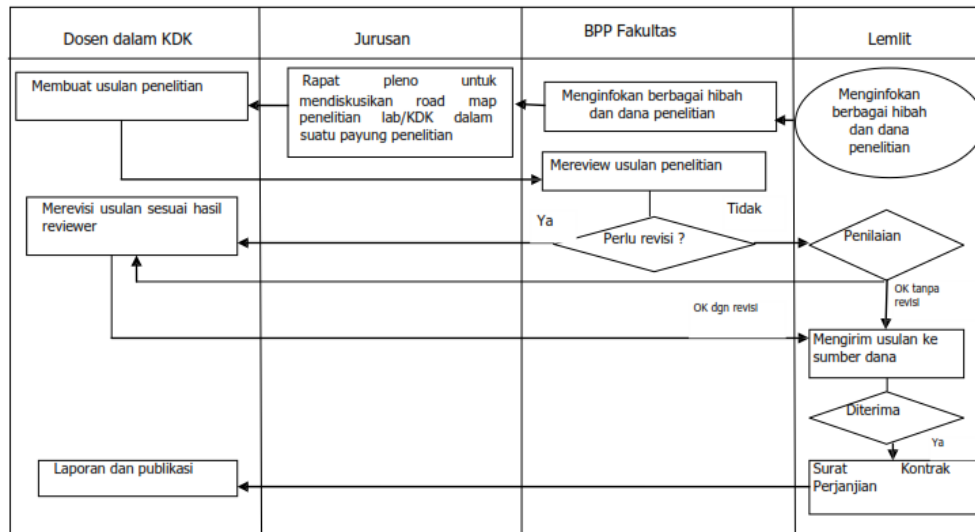 Dosen dalam KDK
Jurusan
BPP Fakultas
Lemlit
Membuat usulan penelitian
Rapat pleno untuk
mendiskusikan road map
penelitian lab/KDK dalam
suatu payung penelitian
Menginfokan berbagai hibah
dan dana penelitian
Menginfokan
berbagai hibah
dan dana
penelitian
Mereview usulan penelitian
Merevisi usulan sesuai hasil
reviewer
Ya
Tidak
Perlu revisi ?
Penilaian
OK tanpa
revisi
OK dgn revisi
Mengirim usulan ke
sumber dana
Diterima
Ya
Laporan dan publikasi
Surat Kontrak
Perjanjian